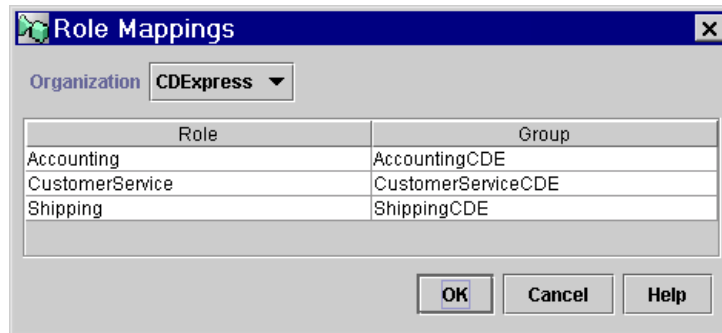 Role Mappings
Organization CDExpress
Role Group
Accounting AccountingCDE
CustomerService CustomerServiceCDE
Shipping ShippingCDE
OK Cancel Help